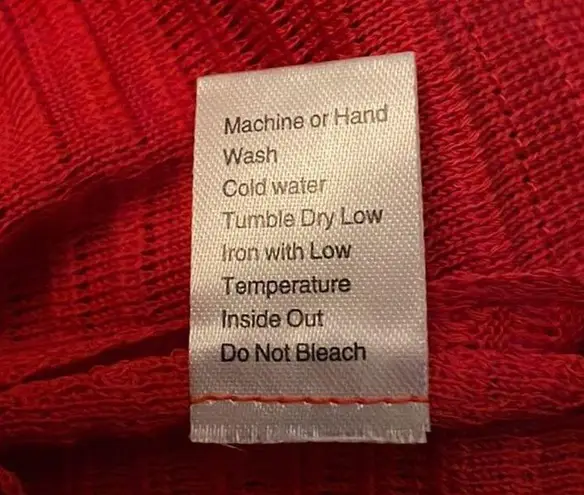 Machine or Hand
Wash
Cold water
Tumble Dry Low
Iron with Low
Temperature
Inside Out
Do Not Bleach